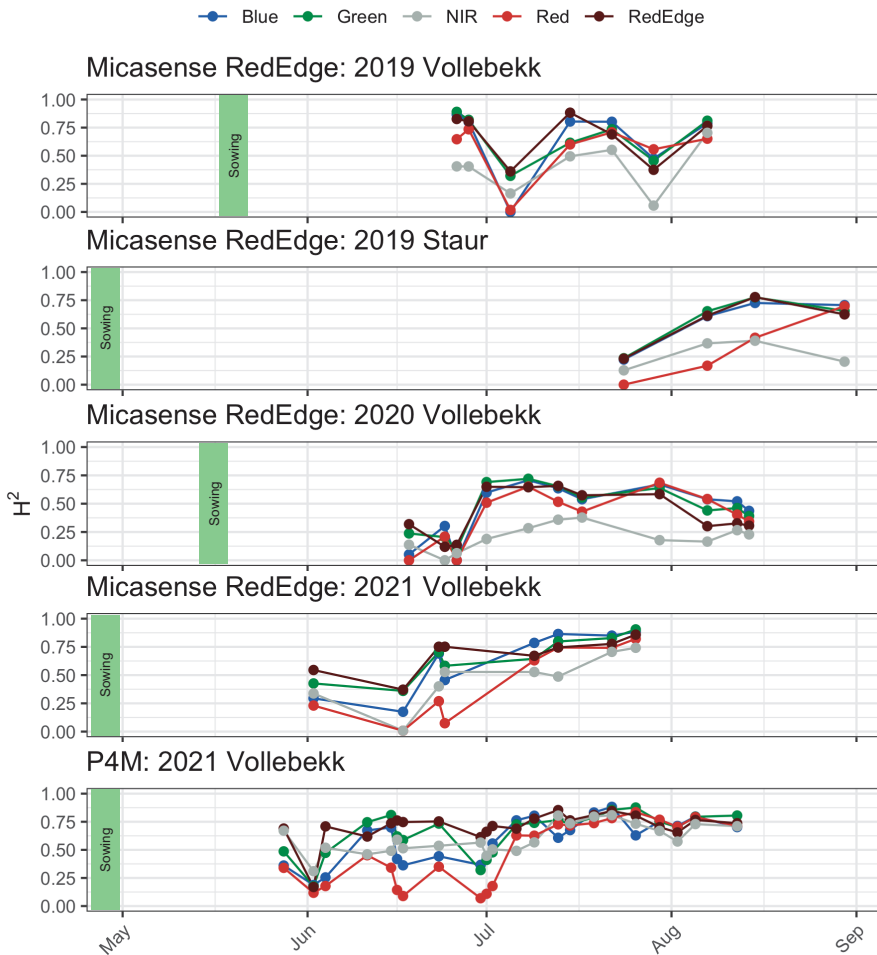 Blue Green NIR Red RedEdge
Micasense RedEdge: 2019 Vollebekk
1.00
0.75
0.50
0.25
0.00
Sowing
Micasense RedEdge: 2019 Staur
1.00
0.75
0.50
0.25
0.00
Sowing
Micasense RedEdge: 2020 Vollebekk
1.00
0.75
0.50
0.25
0.00
Sowing
H²
Micasense RedEdge: 2021 Vollebekk
1.00
0.75
0.50
0.25
0.00
Sowing
P4M: 2021 Vollebekk
1.00
0.75
0.50
0.25
0.00
Sowing
May Jun Jul Aug Sep